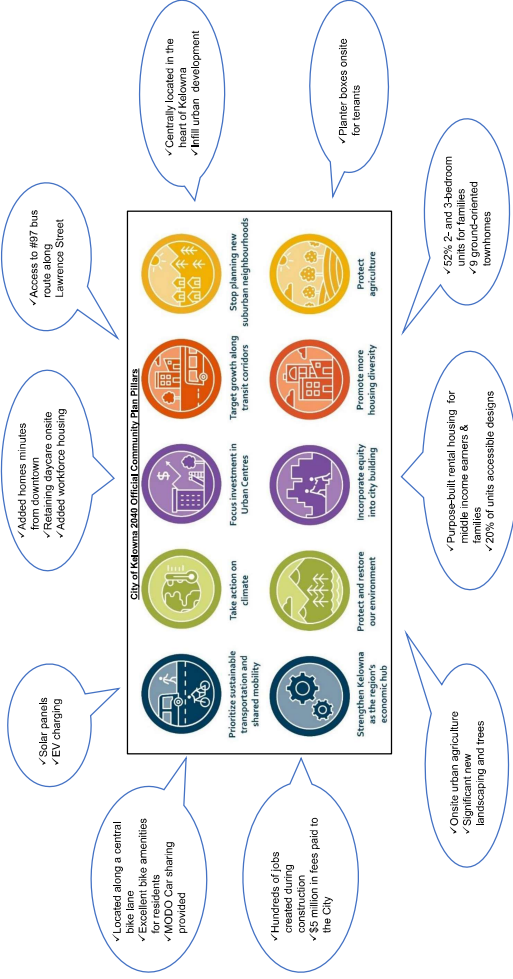 ✓Solar panels
✓EV charging
✓Added homes minutes
from downtown
✓Retaining daycare onsite
✓Added workforce housing
✓Access to #97 bus
route along
Lawrence Street
✓Located along a central
bike lane
✓Excellent bike amenities
for residents
✓MODO Car sharing
provided
✓Centrally located in the
heart of Kelowna
✓Infill urban development
City of Kelowna 2040 Official Community Plan Pillars
Prioritize sustainable
transportation and
shared mobility
Take action on
climate
Focus investment in
Urban Centres
Target growth along
transit corridors
Stop planning new
suburban neighbourhoods
Strengthen Kelowna
as the region's
economic hub
Protect and restore
our environment
Incorporate equity
into city building
Promote more
housing diversity
Protect
agriculture
✓Hundreds of jobs
created during
construction
✓$5 million in fees paid to
the City
✓Planter boxes onsite
for tenants
✓Onsite urban agriculture
✓Significant new
landscaping and trees
✓Purpose-built rental housing for
middle income earners &
families
✓20% of units accessible designs
✓52% 2- and 3-bedroom
units for families
✓9 ground-oriented
townhomes